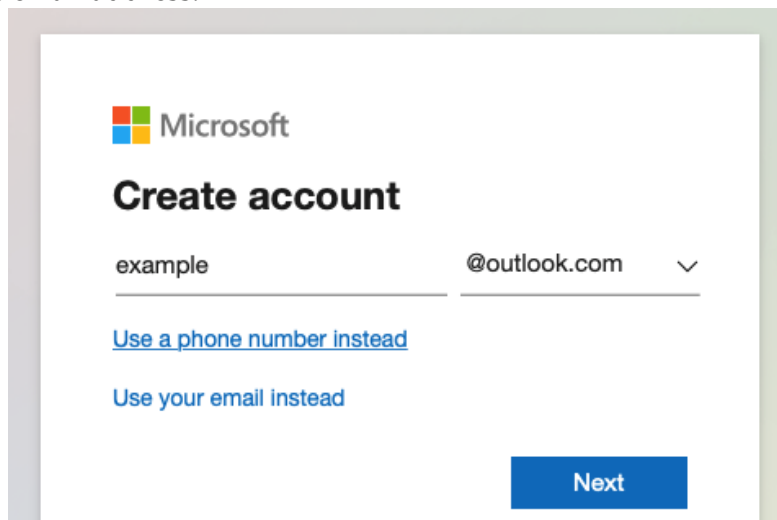 Microsoft
Create account
example @outlook.com
Use a phone number instead
Use your email instead
Next